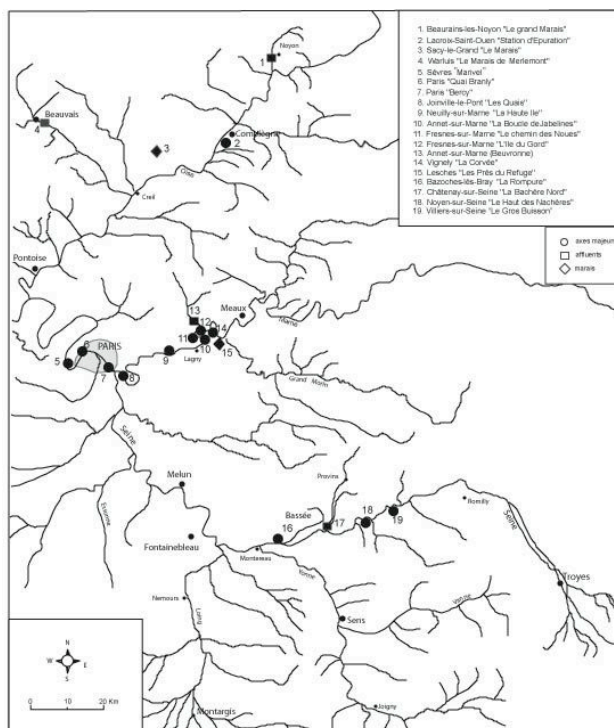 1. Beaurains-les-Noyon "Le grand Marais"
2. Lacroix-Saint-Ouen "Station d'Epuration"
3. Sacy-le-Grand "Le Marais"
4. Warluis "Le Marais de Merlemont"
5. Sèvres "Marivel"
6. Paris "Quai Branly"
7. Paris "Bercy"
8. Joinville-le-Pont "Les Quais"
9. Neuilly-sur-Marne "La Haute Ile"
10. Annet-sur-Marne "La Boucle de Jabelines"
11. Fresnes-sur-Marne "Le chemin des Noues"
12. Fresnes-sur-Marne "L'Ile du Gord"
13. Annet-sur-Marne (Beuvronne)
14. Vignely "La Corvée"
15. Lesches "Les Prés du Refuge"
16. Bazoches-lès-Bray "La Rompure"
17. Châtenay-sur-Seine "La Bachère Nord"
18. Noyen-sur-Seine "Le Haut des Nachères"
19. Villiers-sur-Seine "Le Gros Buisson"
axes majeurs
affluents
marais
Noyon
1
Beauvais
4
Compiègne
2
3
Oise
Creil
Pontoise
13
Meaux
12
14
Marne
11
10
15
6
PARIS
9
Lagny
5
7
8
Grand Morin
Seine
Melun
Provins
Essonne
Bassée
18
19
Romilly
Seine
16
17
Fontainebleau
Montereau
Yonne
Troyes
Nemours
Loing
Vanne
Sens
N
W
E
S
0
10
20 Km
Montargis
Joigny